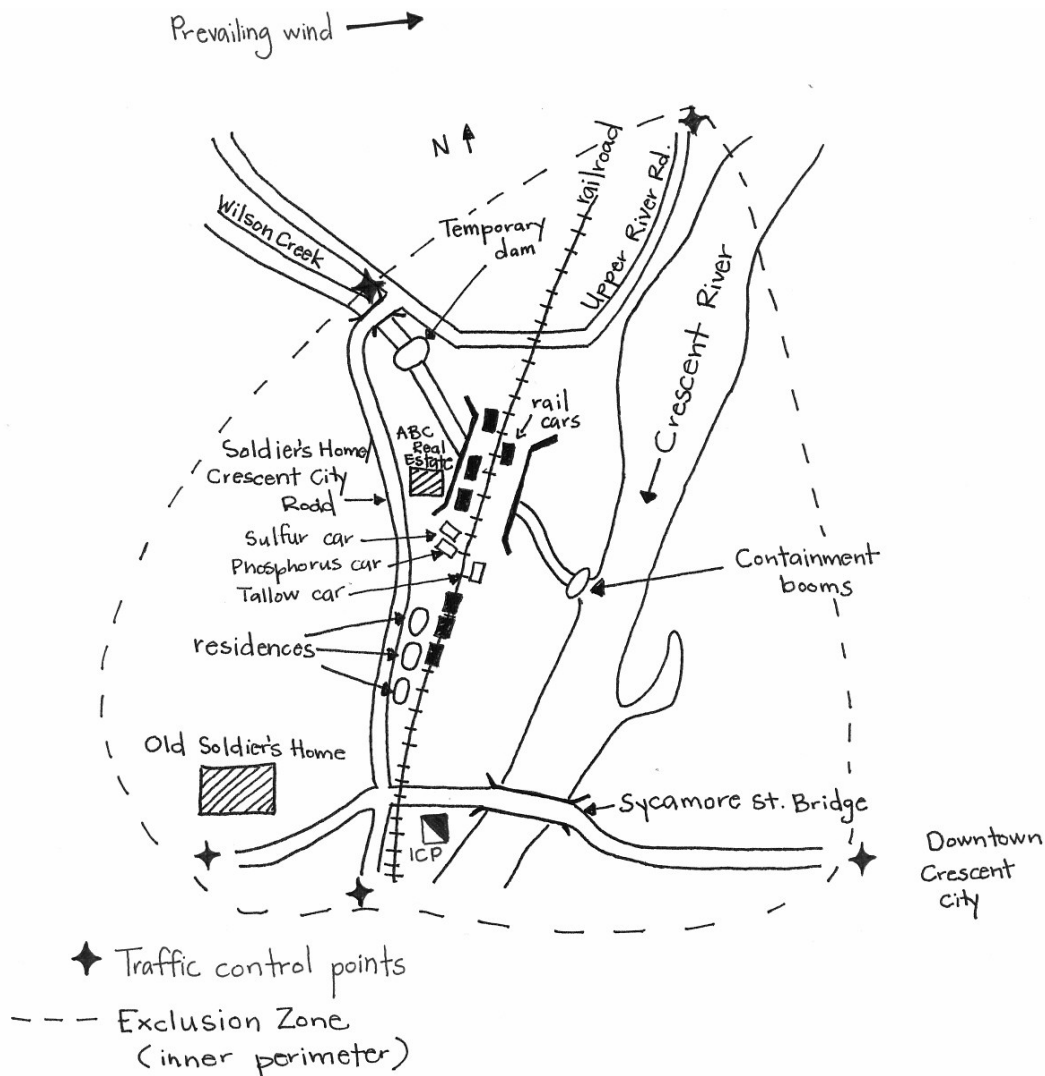 Prevailing wind
N
railroad
Upper River Rd.
Wilson Creek
Temporary
dam
Crescent River
rail
cars
ABC
Real
Estate
Soldier's Home/
Crescent City
Road
Sulfur car
Phosphorus car
Tallow car
Containment
booms
residences
Old Soldier's Home
Sycamore St. Bridge
ICP
Downtown
Crescent
City
Traffic control points
Exclusion Zone
(inner perimeter)